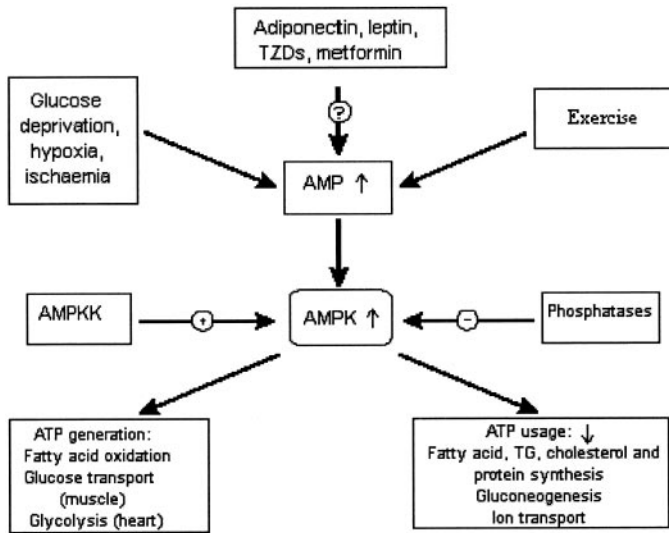 Adiponectin, leptin,
TZDs, metformin
Glucose
deprivation,
hypoxia,
ischaemia
?
Exercise
AMP ↑
AMPKK
+
AMPK ↑
−
Phosphatases
ATP generation:
Fatty acid oxidation
Glucose transport
(muscle)
Glycolysis (heart)
ATP usage: ↓
Fatty acid, TG, cholesterol and
protein synthesis
Gluconeogenesis
Ion transport